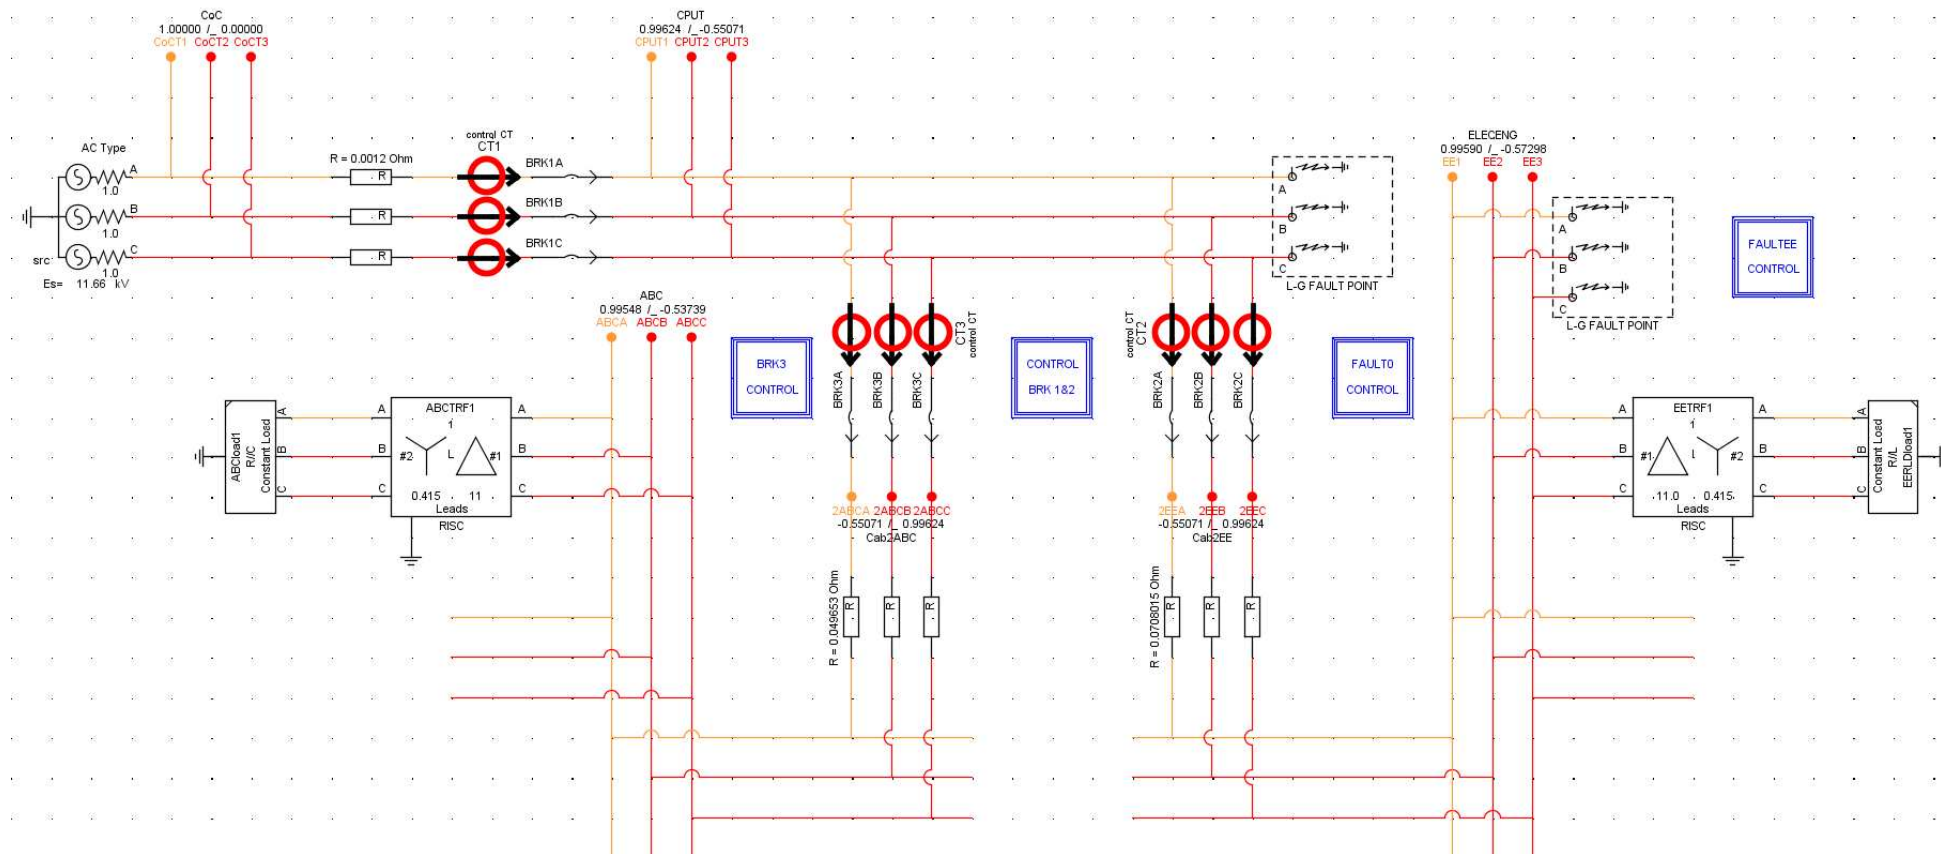 CoC
1.00000 /_ 0.00000
CoCT1 CoCT2 CoCT3
CPUT
0.99624 /_-0.55071
CPUT1 CPUT2 CPUT3
AC Type
A
1.0
B
1.0
C
1.0
src
Es= 11.66 kV
R = 0.0012 Ohm
R
R
R
control CT
CT1
BRK1A
BRK1B
BRK1C
A
B
C
L-G FAULT POINT
ELECENG
0.99590 /_-0.57298
EE1 EE2 EE3
A
B
C
L-G FAULT POINT
FAULTEE
CONTROL
ABC
0.99548 /_-0.53739
ABCA ABCB ABCC
BRK3
CONTROL
CT3
control CT
BRK3A
BRK3B
BRK3C
CONTROL
BRK 1&2
control CT
CT2
BRK2A
BRK2B
BRK2C
FAULT0
CONTROL
ABCload1
R//C
Constant Load
A
B
C
A
B
C
ABCTRF1
1
#2
L
#1
0.415 11
Leads
RISC
A
B
C
2ABCA 2ABCB 2ABCC
-0.55071 /_ 0.99624
Cab2ABC
R = 0.049653 Ohm
R
R
R
2EEA 2EEB 2EEC
-0.55071 /_ 0.99624
Cab2EE
R = 0.0708015 Ohm
R
R
R
A
B
C
EETRF1
1
#1
L
#2
11.0 0.415
Leads
RISC
A
B
C
A
B
C
Constant Load
R//L
EERLDload1